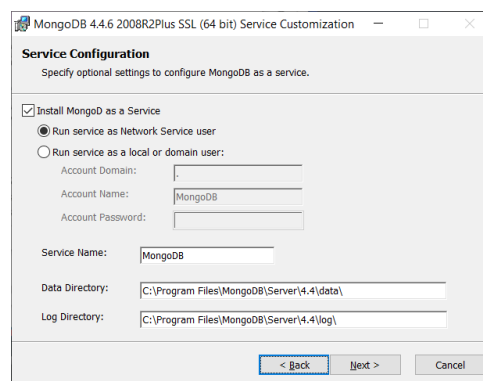 MongoDB 4.4.6 2008R2Plus SSL (64 bit) Service Customization
Service Configuration
Specify optional settings to configure MongoDB as a service.
Install MongoD as a Service
Run service as Network Service user
Run service as a local or domain user:
Account Domain: .
Account Name: MongoDB
Account Password:
Service Name: MongoDB
Data Directory: C:\Program Files\MongoDB\Server\4.4\data\
Log Directory: C:\Program Files\MongoDB\Server\4.4\log\
< Back Next > Cancel